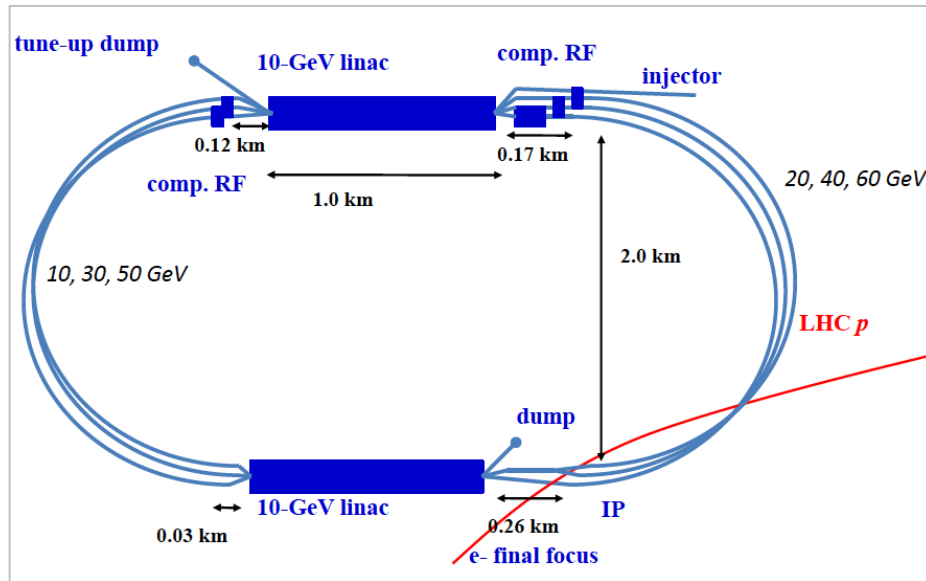 tune-up dump
10-GeV linac
comp. RF
injector
0.12 km
0.17 km
comp. RF
1.0 km
20, 40, 60 GeV
2.0 km
10, 30, 50 GeV
LHC p
dump
10-GeV linac
IP
0.03 km
0.26 km
e- final focus